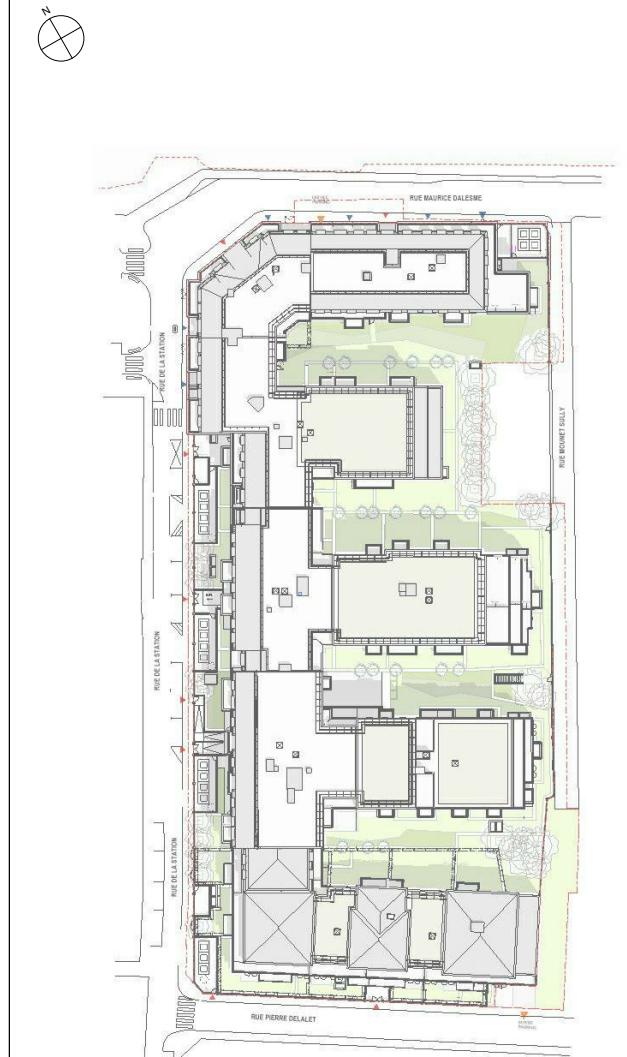 N
RUE MAURICE DALESME
RUE DE LA STATION
RUE MOUNET SULLY
RUE DE LA STATION
RUE DE LA STATION
RUE PIERRE DELALET